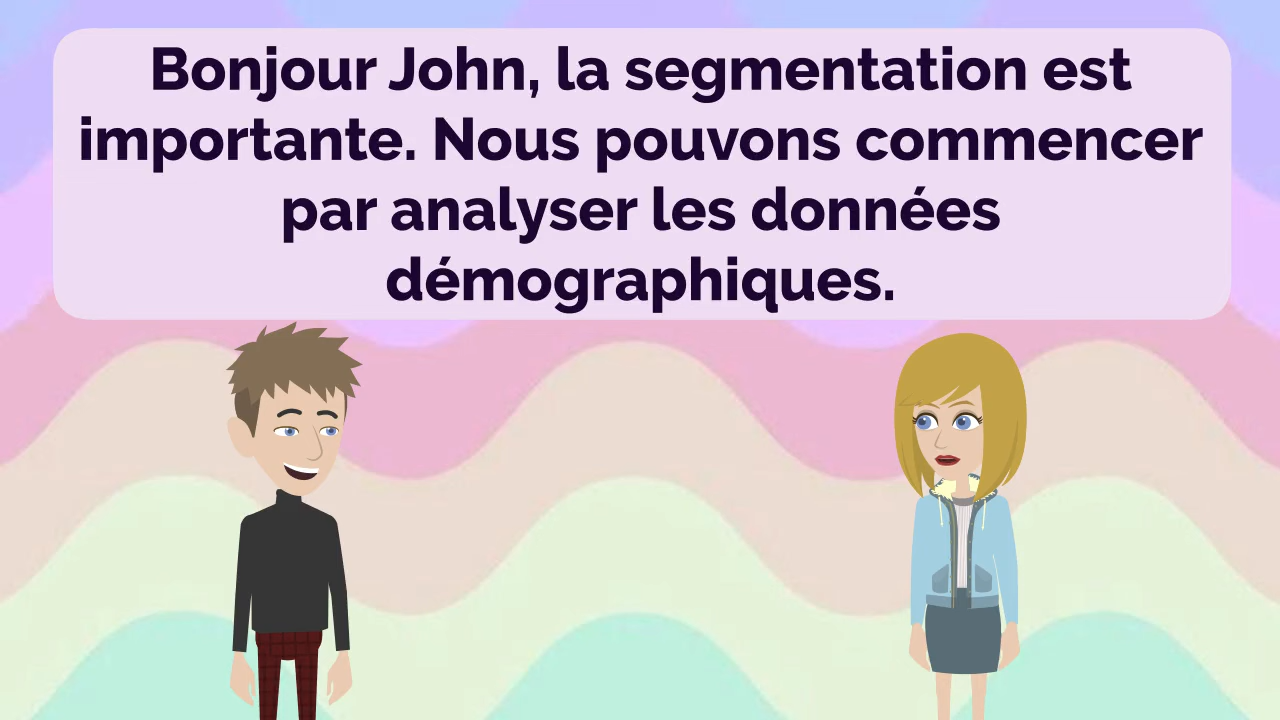 Bonjour John, la segmentation est
importante. Nous pouvons commencer
par analyser les données
démographiques.